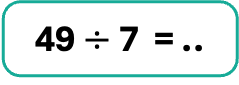 49 ÷ 7 = ..